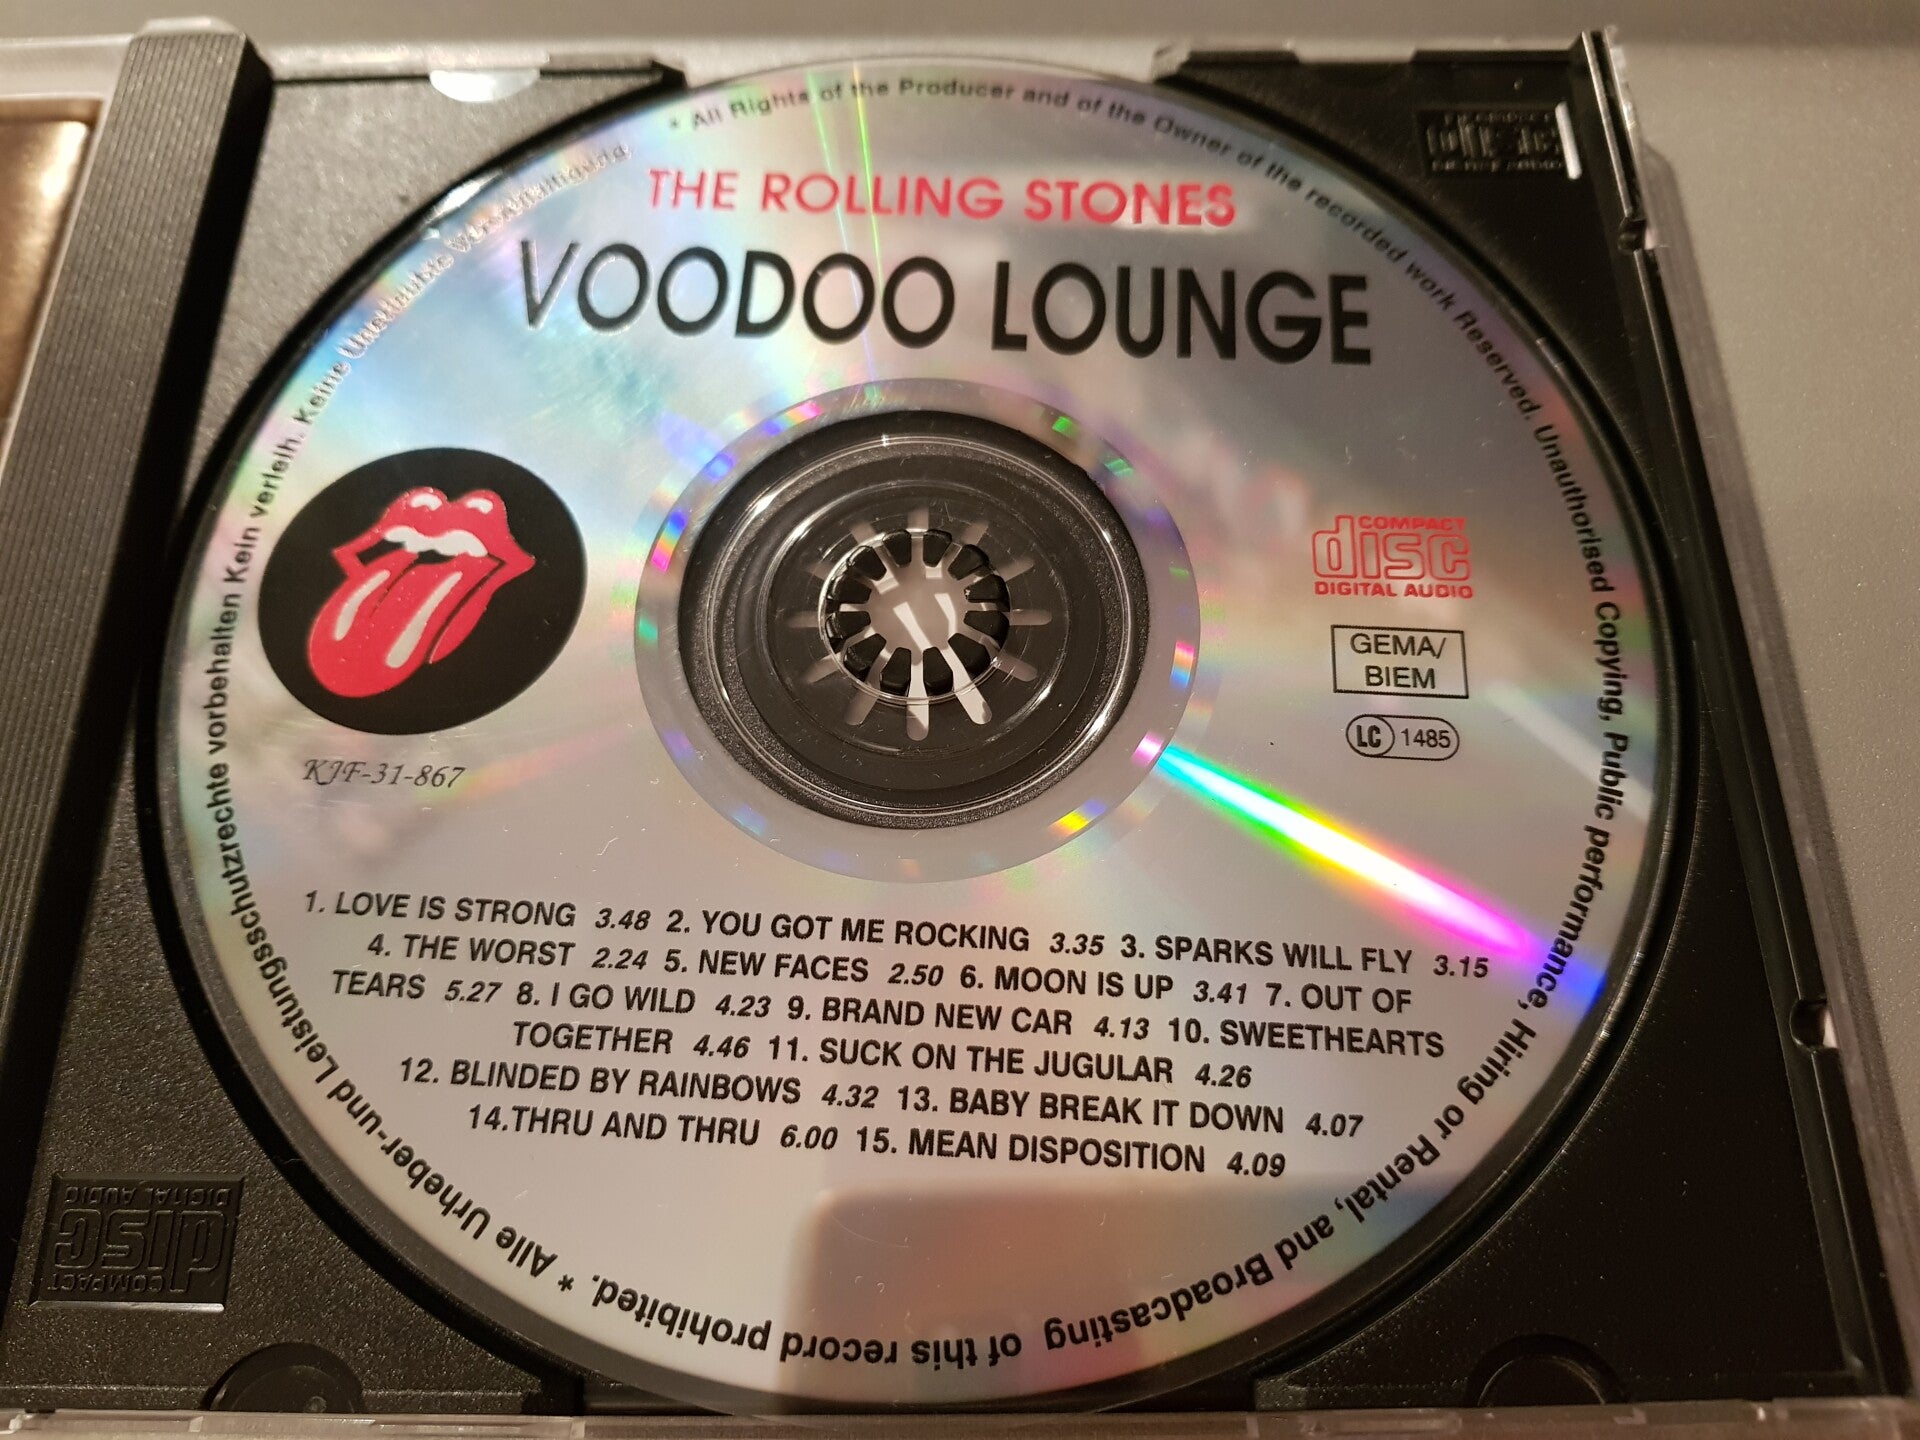 * All Rights of the Producer and of the Owner of the recorded work Reserved. Unauthorised Copying, Public performance, Hiring or Rental, and Broadcasting of this record prohibited. * Alle Urheber-und Leistungsschutzrechte vorbehalten Kein verleih. Keine Unerlaubte Vervielfältigung.
THE ROLLING STONES
VOODOO LOUNGE
COMPACT
disc
DIGITAL AUDIO
GEMA/
BIEM
LC 1485
KJF-31-867
1. LOVE IS STRONG 3.48 2. YOU GOT ME ROCKING 3.35 3. SPARKS WILL FLY 3.15
4. THE WORST 2.24 5. NEW FACES 2.50 6. MOON IS UP 3.41 7. OUT OF
TEARS 5.27 8. I GO WILD 4.23 9. BRAND NEW CAR 4.13 10. SWEETHEARTS
TOGETHER 4.46 11. SUCK ON THE JUGULAR 4.26
12. BLINDED BY RAINBOWS 4.32 13. BABY BREAK IT DOWN 4.07
14.THRU AND THRU 6.00 15. MEAN DISPOSITION 4.09
COMPACT
disc
DIGITAL AUDIO
COMPACT
disc
DIGITAL AUDIO